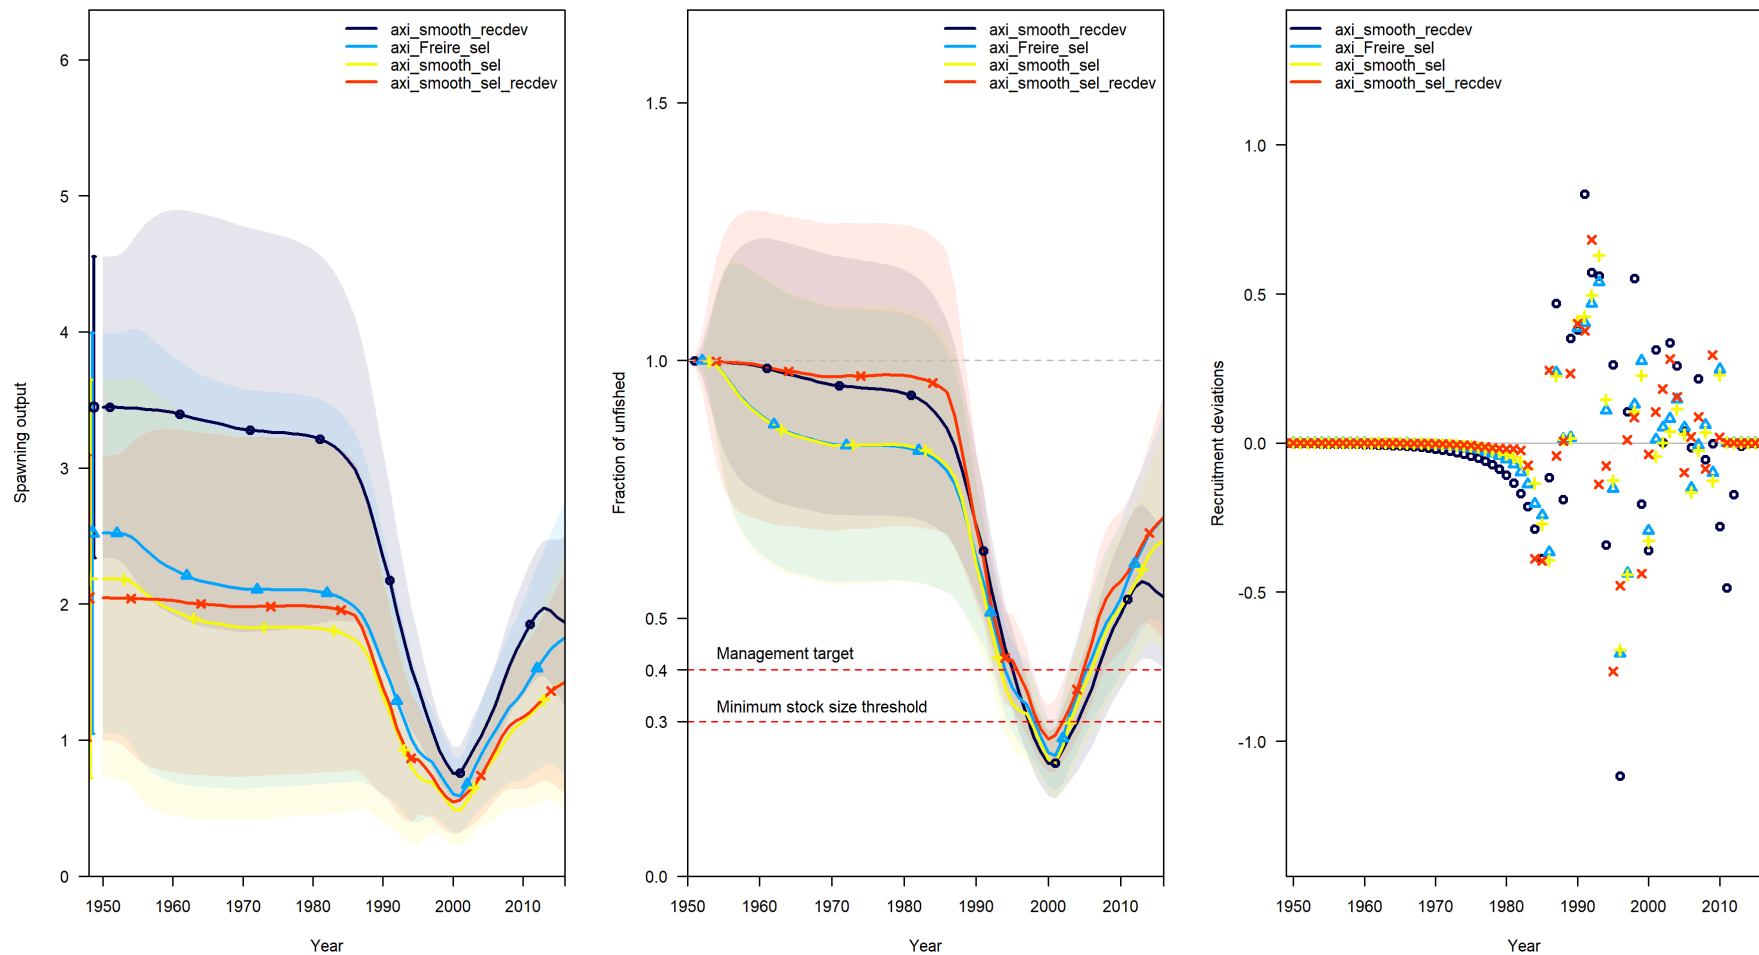 axi_smooth_recdev
axi_Freire_sel
axi_smooth_sel
axi_smooth_sel_recdev
6
5
4
3
2
1
0
Spawning output
1950 1960 1970 1980 1990 2000 2010
Year
axi_smooth_recdev
axi_Freire_sel
axi_smooth_sel
axi_smooth_sel_recdev
1.5
1.0
0.5
0.4
0.3
0.0
Fraction of unfished
Management target
Minimum stock size threshold
1950 1960 1970 1980 1990 2000 2010
Year
axi_smooth_recdev
axi_Freire_sel
axi_smooth_sel
axi_smooth_sel_recdev
1.0
0.5
0.0
-0.5
-1.0
Recruitment deviations
1950 1960 1970 1980 1990 2000 2010
Year